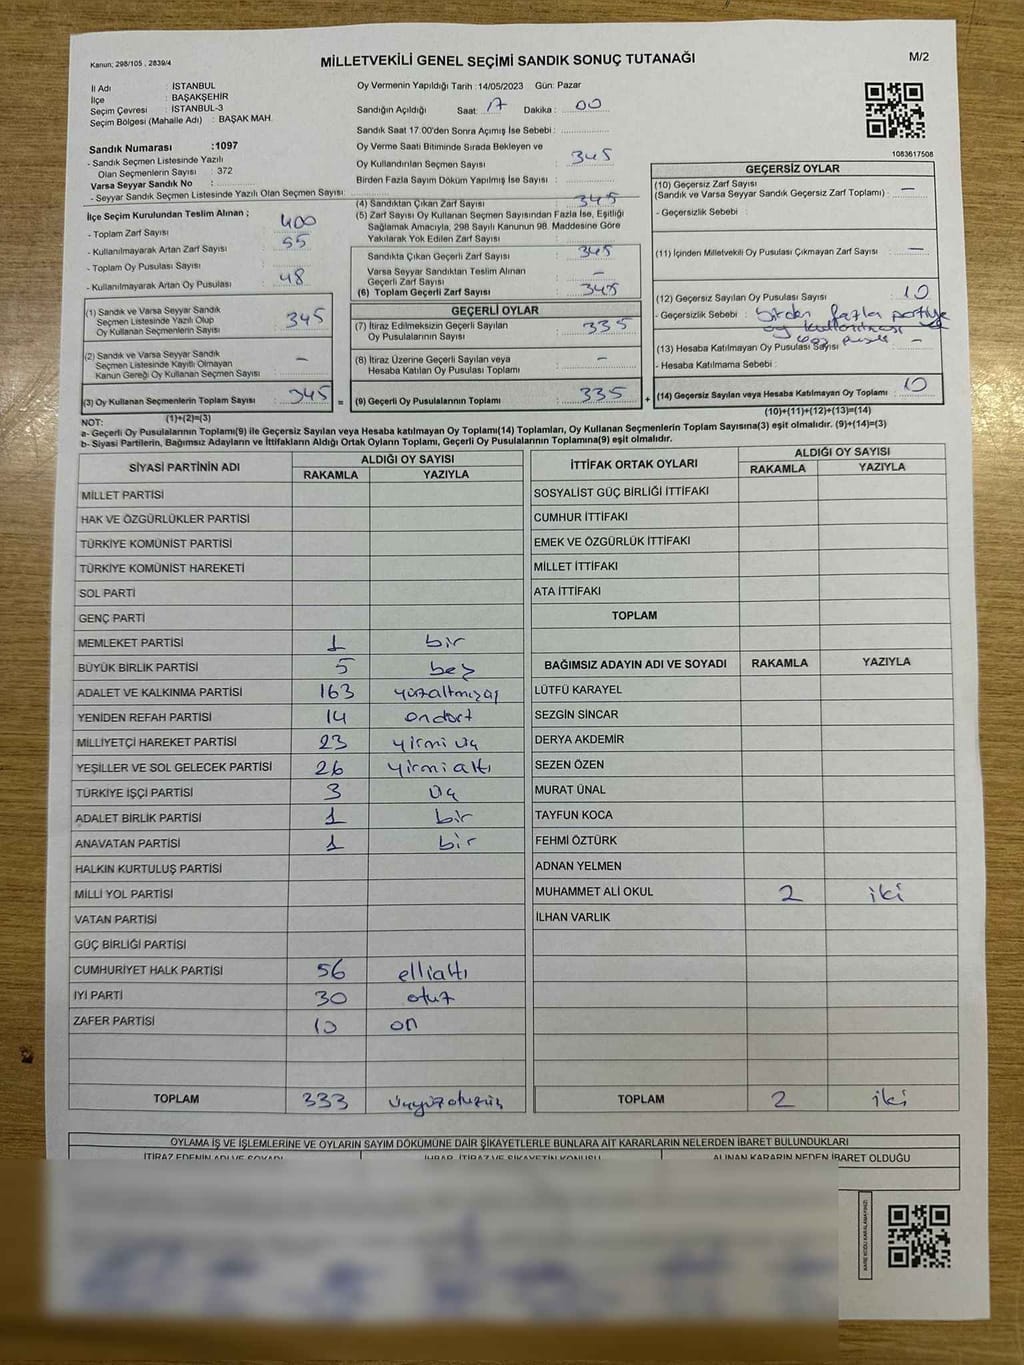 Kanun: 298/105 , 2839/4
MİLLETVEKİLİ GENEL SEÇİMİ SANDIK SONUÇ TUTANAĞI
M/2
İl Adı : İSTANBUL
İlçe : BAŞAKŞEHİR
Seçim Çevresi : İSTANBUL-3
Seçim Bölgesi (Mahalle Adı) : BAŞAK MAH.
Oy Vermenin Yapıldığı Tarih :14/05/2023 Gün: Pazar
Sandığın Açıldığı Saat: 17 Dakika : 00
Sandık Saat 17:00'den Sonra Açımış İse Sebebi :
1083617508
Sandık Numarası :1097
- Sandık Seçmen Listesinde Yazılı
Olan Seçmenlerin Sayısı : 372
Varsa Seyyar Sandık No :
- Seyyar Sandık Seçmen Listesinde Yazılı Olan Seçmen Sayısı:
Oy Verme Saati Bitiminde Sırada Bekleyen ve
Oy Kullandırılan Seçmen Sayısı : 345
Birden Fazla Sayım Döküm Yapılmış İse Sayısı :
İlçe Seçim Kurulundan Teslim Alınan ;
- Toplam Zarf Sayısı : 400
- Kullanılmayarak Artan Zarf Sayısı : 55
- Toplam Oy Pusulası Sayısı :
- Kullanılmayarak Artan Oy Pusulası : 48
(4) Sandıktan Çıkan Zarf Sayısı : 345
(5) Zarf Sayısı Oy Kullanan Seçmen Sayısından Fazla İse, Eşitliği
Sağlamak Amacıyla, 298 Sayılı Kanunun 98. Maddesine Göre
Yakılarak Yok Edilen Zarf Sayısı :
Sandıkta Çıkan Geçerli Zarf Sayısı : 345
Varsa Seyyar Sandıktan Teslim Alınan
Geçerli Zarf Sayısı : –
(6) Toplam Geçerli Zarf Sayısı : 345
GEÇERSİZ OYLAR
(10) Geçersiz Zarf Sayısı
(Sandık ve Varsa Seyyar Sandık Geçersiz Zarf Toplamı) : –
- Geçersizlik Sebebi :
(11) İçinden Milletvekili Oy Pusulası Çıkmayan Zarf Sayısı : –
(12) Geçersiz Sayılan Oy Pusulası Sayısı : 10
- Geçersizlik Sebebi : birden fazla partiye
oy kullanılması
(13) Hesaba Katılmayan Oy Pusulası Sayısı : –
- Hesaba Katılmama Sebebi :
(14) Geçersiz Sayılan veya Hesaba Katılmayan Oy Toplamı : 10
(10)+(11)+(12)+(13)=(14)
(1) Sandık ve Varsa Seyyar Sandık
Seçmen Listesinde Yazılı Olup
Oy Kullanan Seçmenlerin Sayısı : 345
(2) Sandık ve Varsa Seyyar Sandık
Seçmen Listesinde Kayıtlı Olmayan
Kanun Gereği Oy Kullanan Seçmen Sayısı : –
(3) Oy Kullanan Seçmenlerin Toplam Sayısı : 345 =
(1)+(2)=(3)
GEÇERLİ OYLAR
(7) İtiraz Edilmeksizin Geçerli Sayılan
Oy Pusulasının Sayısı : 335
(8) İtiraz Üzerine Geçerli Sayılan veya
Hesaba Katılan Oy Pusulası Toplamı : –
(9) Geçerli Oy Pusulalarının Toplamı : 335 +
NOT:
a- Geçerli Oy Pusulalarının Toplamı(9) ile Geçersiz Sayılan veya Hesaba katılmayan Oy Toplamı(14) Toplamları, Oy Kullanan Seçmenlerin Toplam Sayısına(3) eşit olmalıdır. (9)+(14)=(3)
b- Siyasi Partilerin, Bağımsız Adayların ve İttifakların Aldığı Ortak Oyların Toplamı, Geçerli Oy Pusulalarının Toplamına(9) eşit olmalıdır.
SİYASİ PARTİNİN ADI ALDIĞI OY SAYISI
RAKAMLA YAZIYLA
MİLLET PARTİSİ
HAK VE ÖZGÜRLÜKLER PARTİSİ
TÜRKİYE KOMÜNİST PARTİSİ
TÜRKİYE KOMÜNİST HAREKETİ
SOL PARTİ
GENÇ PARTİ
MEMLEKET PARTİSİ 1 bir
BÜYÜK BİRLİK PARTİSİ 5 beş
ADALET VE KALKINMA PARTİSİ 163 yüzaltmışüç
YENİDEN REFAH PARTİSİ 14 ondört
MİLLİYETÇİ HAREKET PARTİSİ 23 yirmi üç
YEŞİLLER VE SOL GELECEK PARTİSİ 26 yirmi altı
TÜRKİYE İŞÇİ PARTİSİ 3 üç
ADALET BİRLİK PARTİSİ 1 bir
ANAVATAN PARTİSİ 1 bir
HALKIN KURTULUŞ PARTİSİ
MİLLİ YOL PARTİSİ
VATAN PARTİSİ
GÜÇ BİRLİĞİ PARTİSİ
CUMHURİYET HALK PARTİSİ 56 ellialtı
İYİ PARTİ 30 otuz
ZAFER PARTİSİ 10 on
TOPLAM 333 üçyüzotuzüç
İTTİFAK ORTAK OYLARI ALDIĞI OY SAYISI
RAKAMLA YAZIYLA
SOSYALİST GÜÇ BİRLİĞİ İTTİFAKI
CUMHUR İTTİFAKI
EMEK VE ÖZGÜRLÜK İTTİFAKI
MİLLET İTTİFAKI
ATA İTTİFAKI
TOPLAM
BAĞIMSIZ ADAYIN ADI VE SOYADI RAKAMLA YAZIYLA
LÜTFÜ KARAYEL
SEZGİN SİNCAR
DERYA AKDEMİR
SEZEN ÖZEN
MURAT ÜNAL
TAYFUN KOCA
FEHMİ ÖZTÜRK
ADNAN YELMEN
MUHAMMET ALİ OKUL 2 iki
İLHAN VARLIK
TOPLAM 2 iki
OYLAMA İŞ VE İŞLEMLERİNE VE OYLARIN SAYIM DÖKÜMÜNE DAİR ŞİKAYETLERLE BUNLARA AİT KARARLARIN NELERDEN İBARET BULUNDUKLARI
İTİRAZ EDENİN ADI VE SOYADI İHBAR, İTİRAZ VE ŞİKAYETİN KONUSU ALINAN KARARIN NEDEN İBARET OLDUĞU
KARE KODU KARALAMAYINIZ!